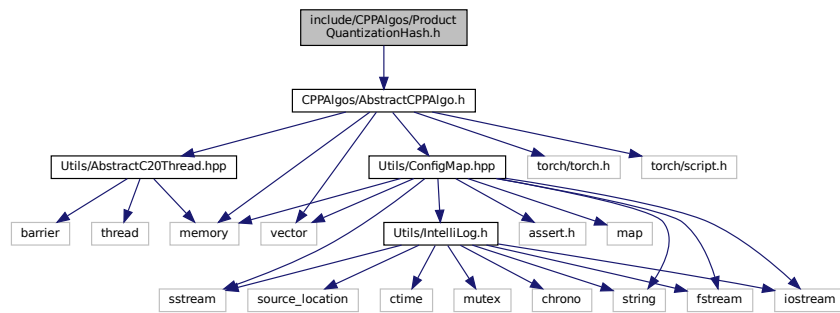 include/CPPAlgos/Product
QuantizationHash.h
CPPAlgos/AbstractCPPAlgo.h
Utils/AbstractC20Thread.hpp
Utils/ConfigMap.hpp
torch/torch.h
torch/script.h
barrier
thread
memory
vector
Utils/IntelliLog.h
assert.h
map
sstream
source_location
ctime
mutex
chrono
string
fstream
iostream